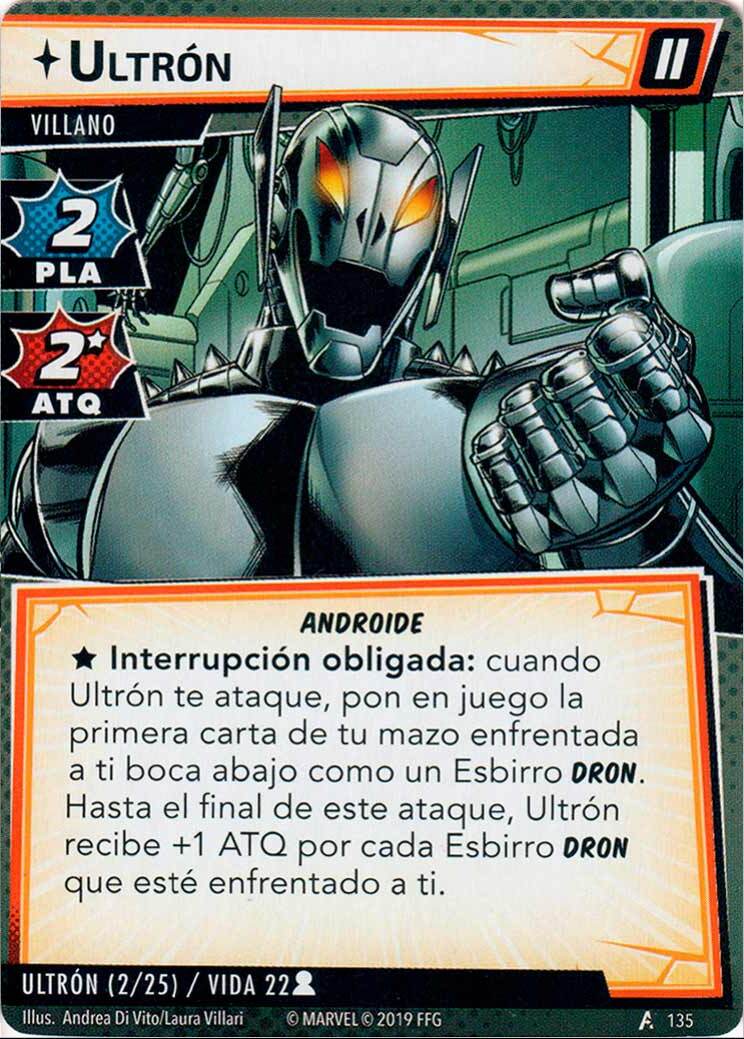 ULTRÓN
II
VILLANO
2
PLA
2★
ATQ
ANDROIDE
★ Interrupción obligada: cuando
Ultrón te ataque, pon en juego la
primera carta de tu mazo enfrentada
a ti boca abajo como un Esbirro DRON.
Hasta el final de este ataque, Ultrón
recibe +1 ATQ por cada Esbirro DRON
que esté enfrentado a ti.
ULTRÓN (2/25) / VIDA 22
Illus. Andrea Di Vito/Laura Villari © MARVEL © 2019 FFG 135